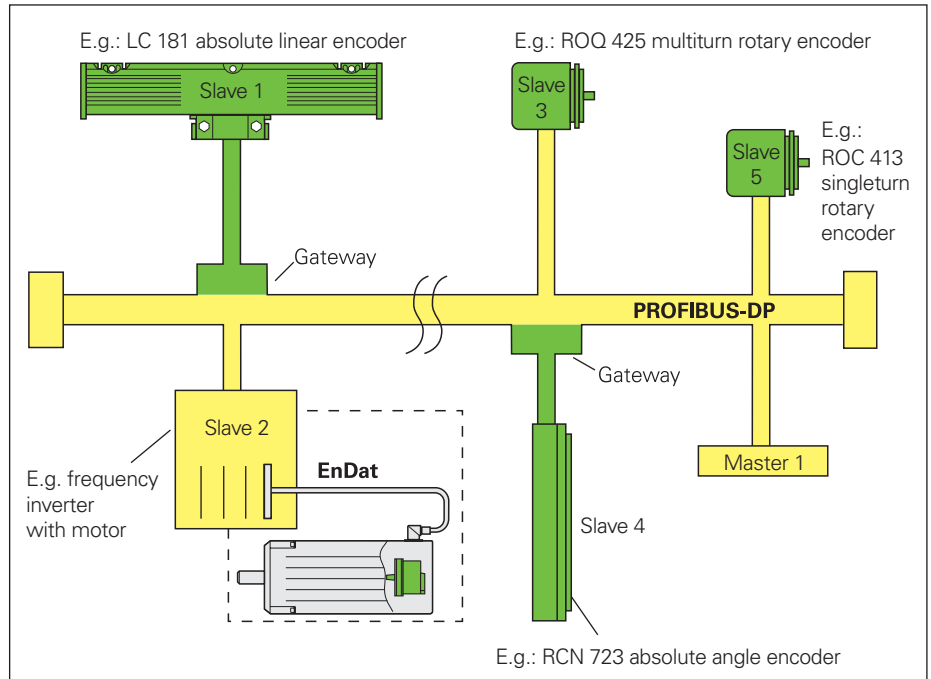 E.g.: LC 181 absolute linear encoder
E.g.: ROQ 425 multiturn rotary encoder
Slave 1
Slave
3
Slave
5
E.g.:
ROC 413
singleturn
rotary
encoder
Gateway
PROFIBUS-DP
Gateway
Slave 2
EnDat
Master 1
E.g. frequency
inverter
with motor
Slave 4
E.g.: RCN 723 absolute angle encoder